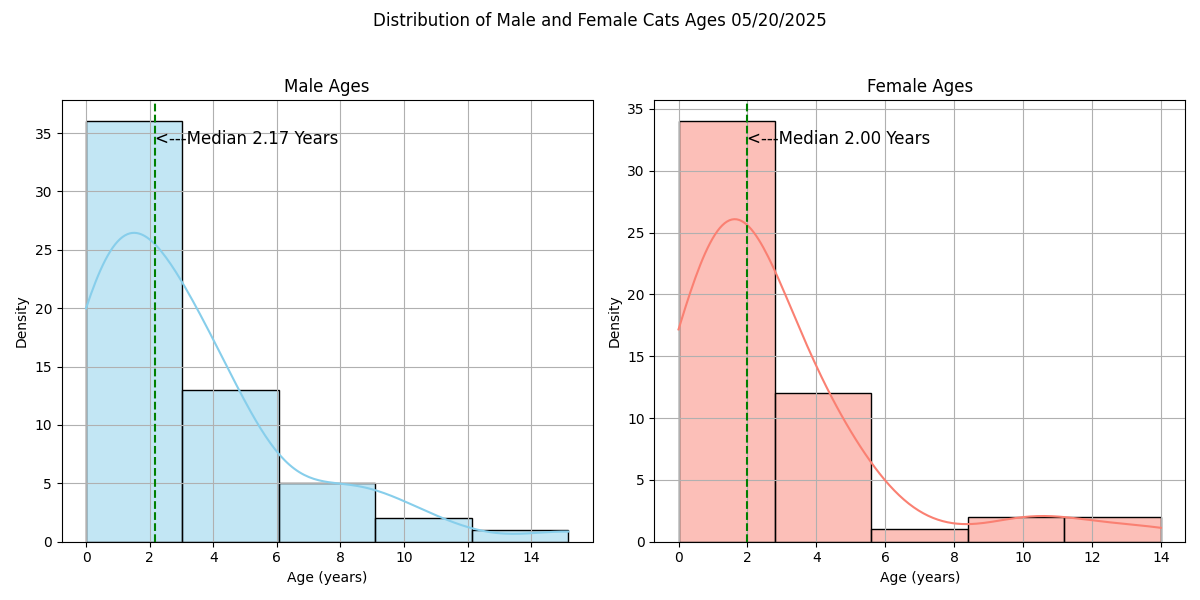 Distribution of Male and Female Cats Ages 05/20/2025
Male Ages
Density
35
30
25
20
15
10
5
0
<---Median 2.17 Years
0 2 4 6 8 10 12 14
Age (years)
Female Ages
Density
35
30
25
20
15
10
5
0
<---Median 2.00 Years
0 2 4 6 8 10 12 14
Age (years)